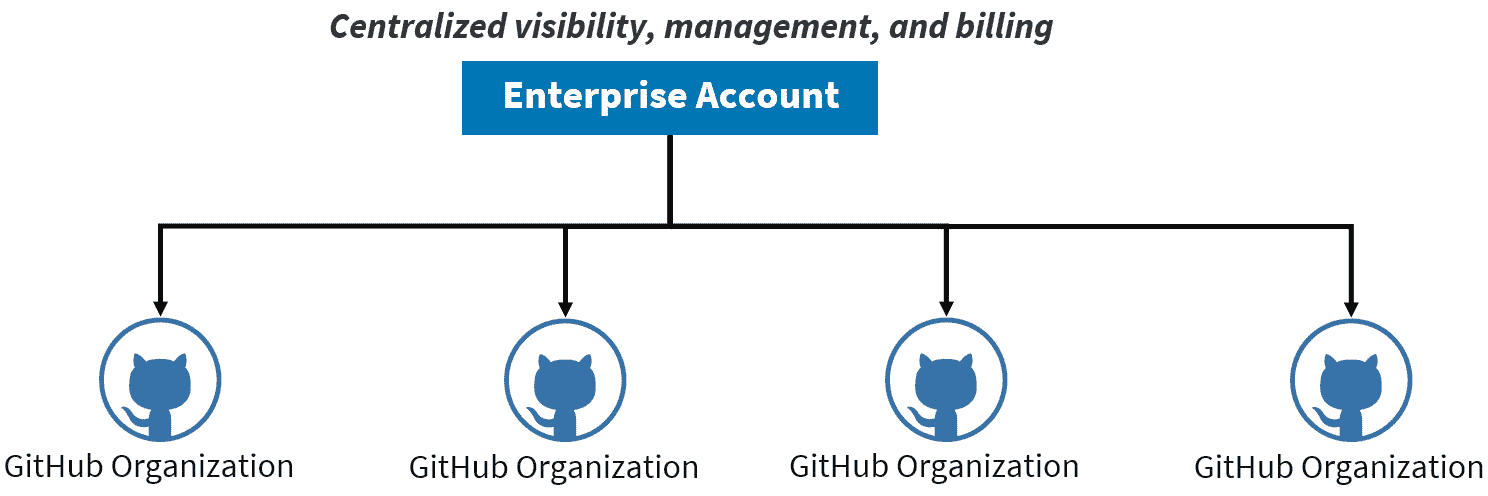 Centralized visibility, management, and billing
Enterprise Account
GitHub Organization
GitHub Organization
GitHub Organization
GitHub Organization